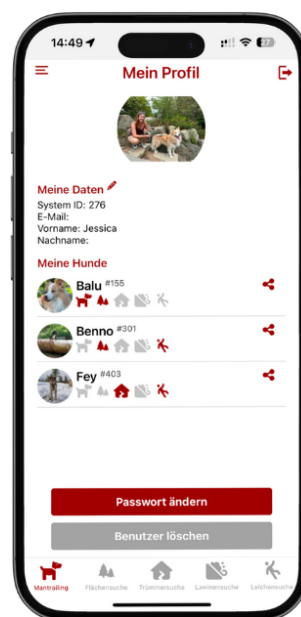 14:49
27
Mein Profil
Meine Daten
System ID: 276
E-Mail:
Vorname: Jessica
Nachname:
Meine Hunde
Balu #155
Benno #301
Fey #403
Passwort ändern
Benutzer löschen
Mantrailing Flächensuche Trümmersuche Lawinensuche Leichensuche